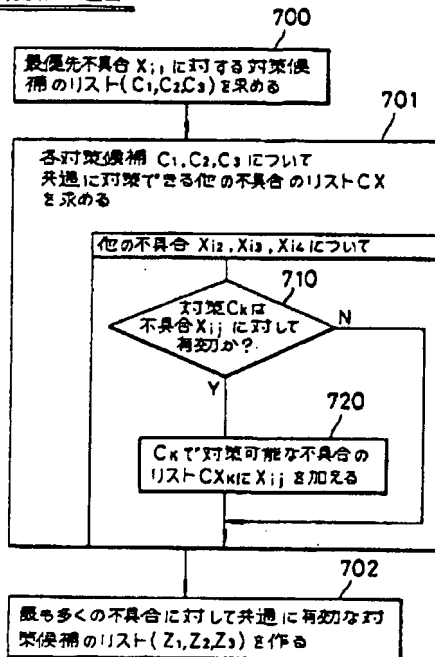 700
最優先不具合 Xi1 に対する対策候
補のリスト(C1,C2,C3)を求める
701
各対策候補 C1,C2,C3について
共通に対策できる他の不具合のリストCX
を求める
他の不具合 Xi2,Xi3,Xi4について
710
対策Ckは
不具合Xijに対して
有効か?
N
Y
720
CKで対策可能な不具合の
リストCXKにXijを加える
702
最も多くの不具合に対して共通に有効な対
策候補のリスト(Z1,Z2,Z3)を作る